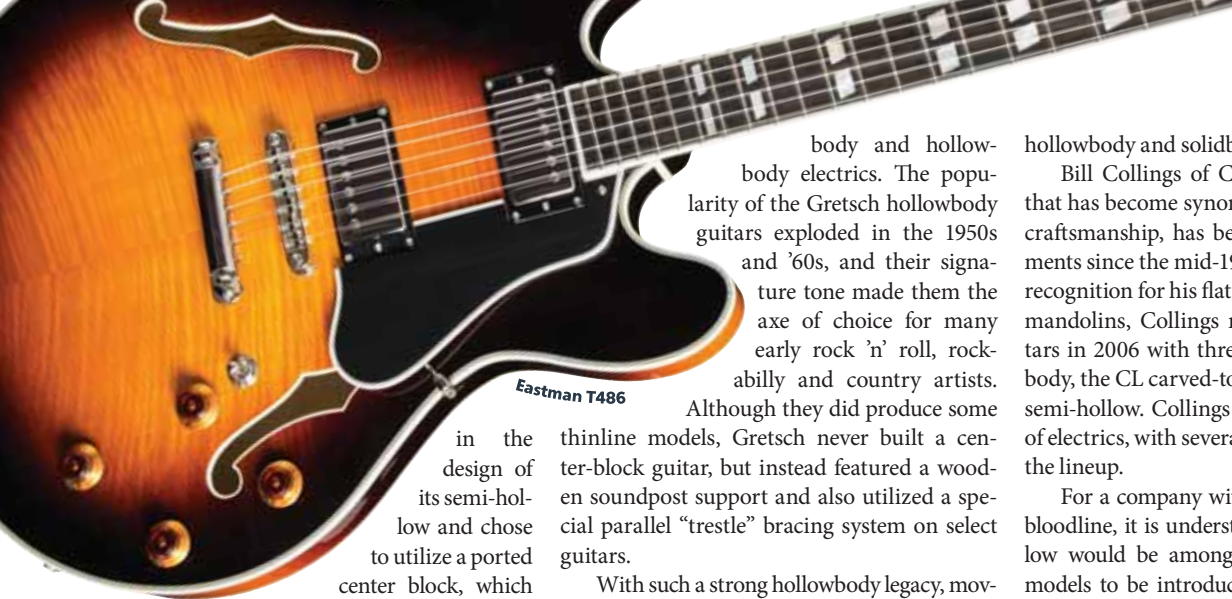 Eastman T486
in the
design of
its semi-hol-
low and chose
to utilize a ported
center block, which
body and hollow-
body electrics. The popu-
larity of the Gretsch hollowbody
guitars exploded in the 1950s
and ’60s, and their signa-
ture tone made them the
axe of choice for many
early rock ’n’ roll, rock-
abilly and country artists.
Although they did produce some
thinline models, Gretsch never built a cen-
ter-block guitar, but instead featured a wood-
en soundpost support and also utilized a spe-
cial parallel “trestle” bracing system on select
guitars.
With such a strong hollowbody legacy, mov-
hollowbody and solidb
Bill Collings of C
that has become synon
craftsmanship, has be
ments since the mid-19
recognition for his flat
mandolins, Collings
tars in 2006 with thre
body, the CL carved-to
semi-hollow. Collings
of electrics, with severa
the lineup.
For a company wi
bloodline, it is underst
low would be among
models to be introduc